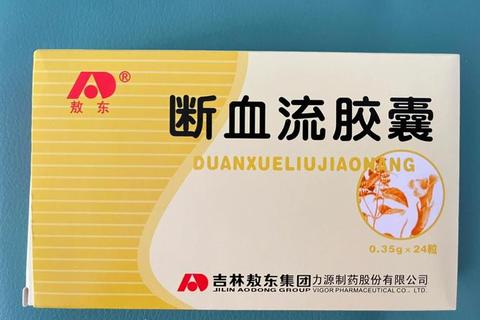 ®
敖东
断血流胶囊
DUANXUELIUJIAONANG
0.35g×24粒
吉林敖东集团力源制药股份有限公司
JILIN AODONG GROUP VIGOR PHARMACEUTICAL CO., LTD.